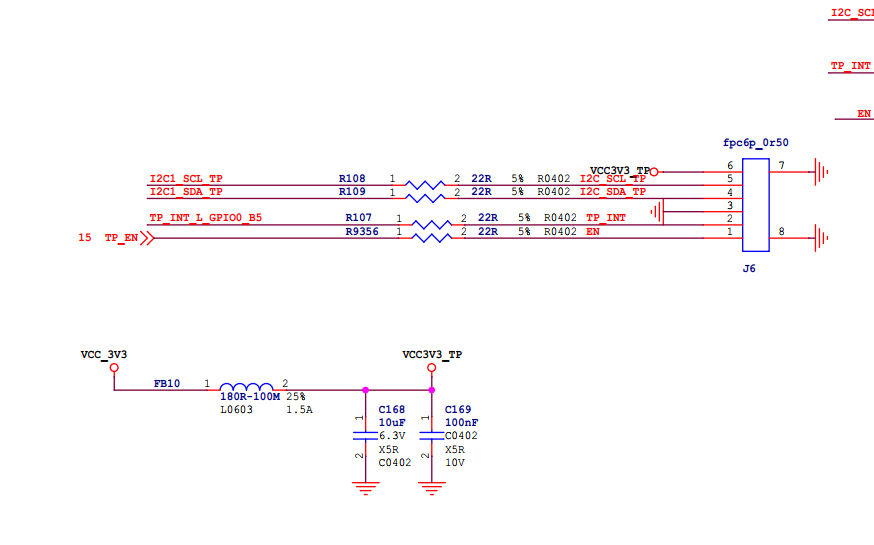 I2C_SCI
TP_INT
EN
fpc6p_0r50
VCC3V3_TP 6 7
I2C1_SCL_TP R108 1 2 22R 5% R0402 I2C_SCL_TP 5
I2C1_SDA_TP R109 1 2 22R 5% R0402 I2C_SDA_TP 4
3
TP_INT_L_GPIO0_B5 R107 1 2 22R 5% R0402 TP_INT 2
15 TP_EN R9356 1 2 22R 5% R0402 EN 1 8
J6
VCC_3V3 VCC3V3_TP
FB10 1 2
180R-100M 25%
L0603 1.5A
1 C168 1 C169
10uF 100nF
6.3V C0402
2 X5R 2 X5R
C0402 10V